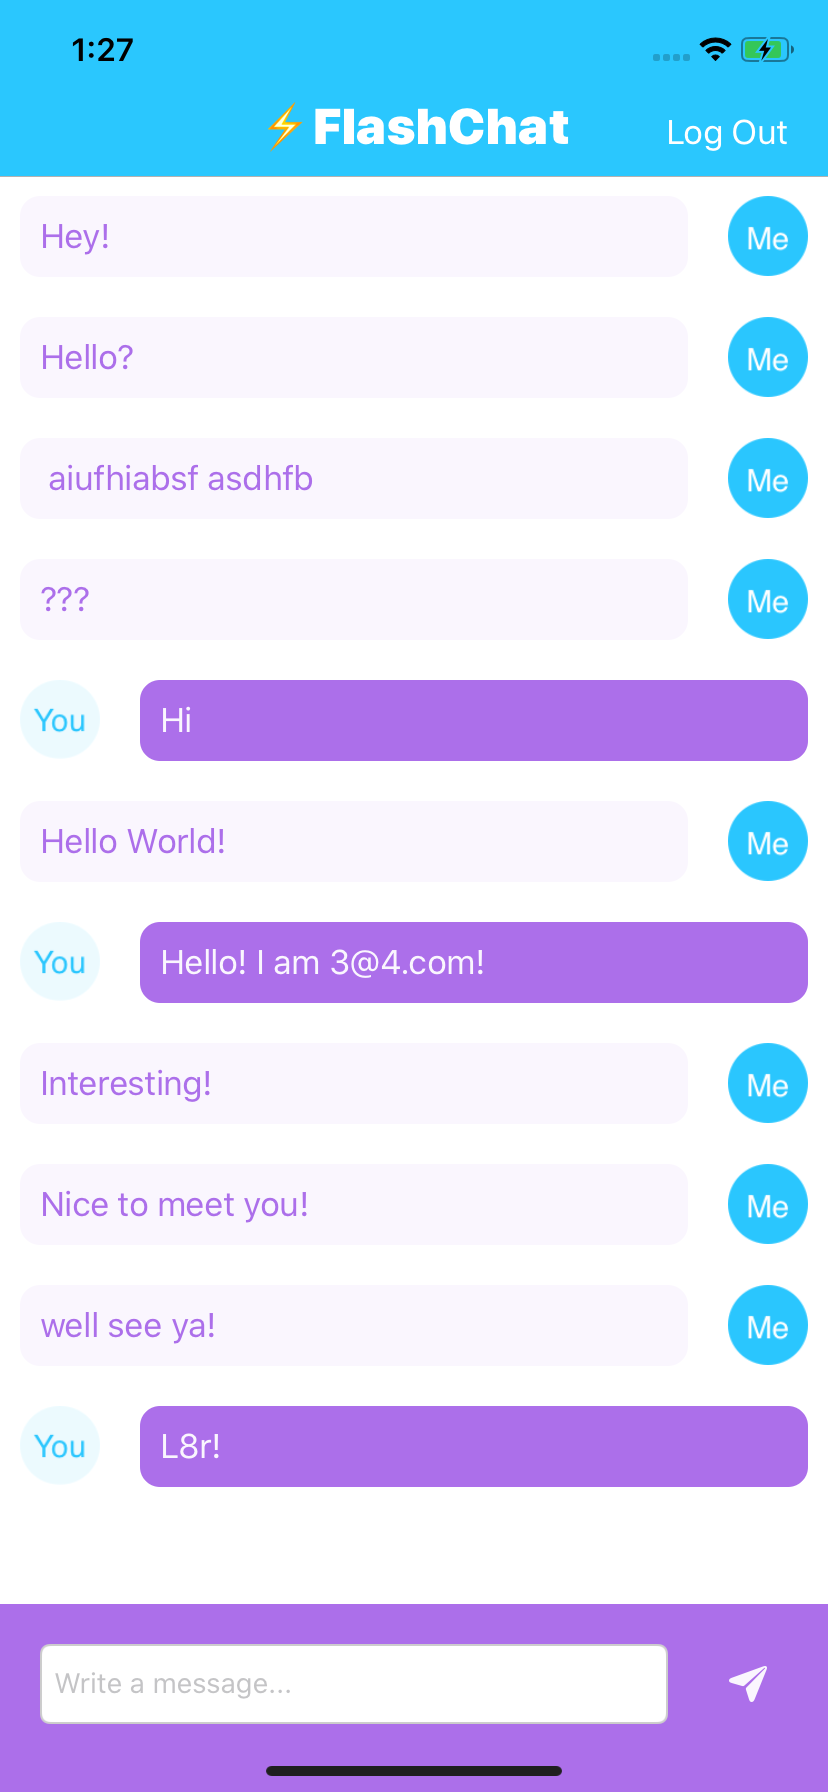 1:27
⚡FlashChat
Log Out
Hey!
Me
Hello?
Me
aiufhiabsf asdhfb
Me
???
Me
You
Hi
Hello World!
Me
You
Hello! I am 3@4.com!
Interesting!
Me
Nice to meet you!
Me
well see ya!
Me
You
L8r!
Write a message...